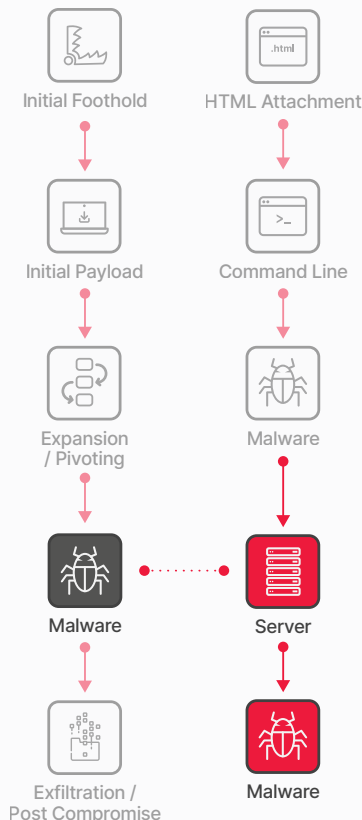 Initial Foothold
.html
HTML Attachment
Initial Payload
>_
Command Line
Expansion
/ Pivoting
Malware
Malware
Server
Exfiltration /
Post Compromise
Malware